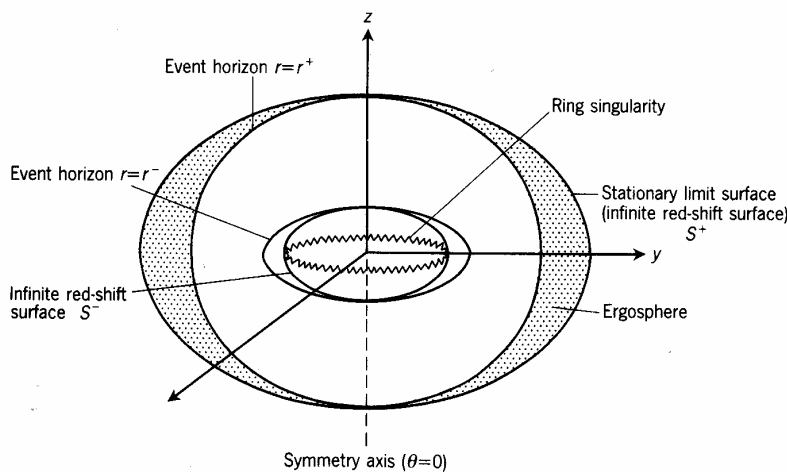 z
Event horizon r=r⁺
Ring singularity
Event horizon r=r⁻
Stationary limit surface
(infinite red-shift surface)
S⁺
y
Infinite red-shift
surface S⁻
Ergosphere
Symmetry axis (θ=0)